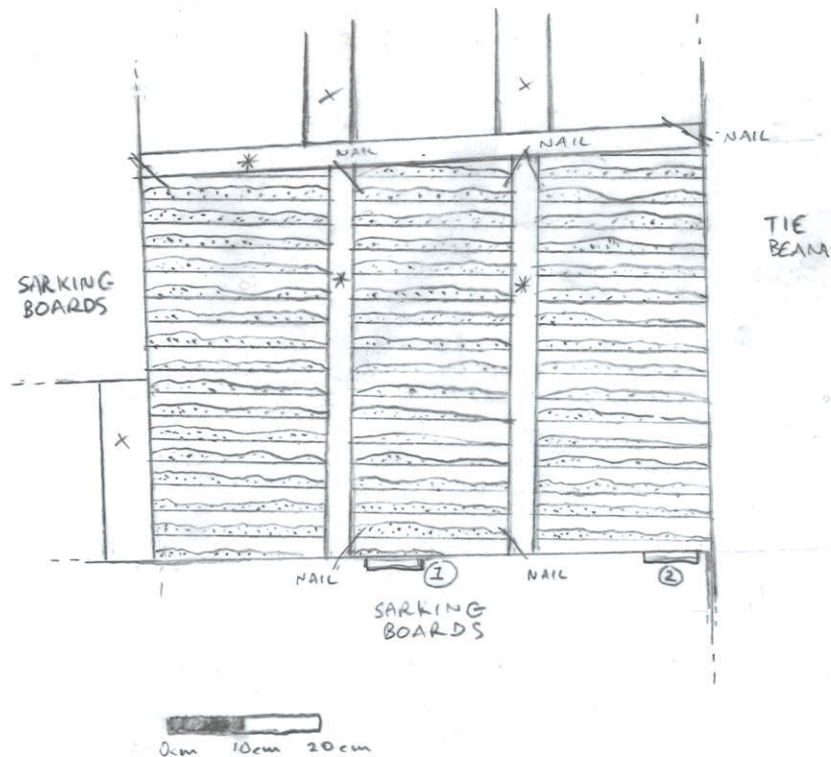 ×
×
NAIL
*
NAIL
NAIL
TIE
BEAM
SARKING
BOARDS
*
*
×
NAIL
1
NAIL
2
SARKING
BOARDS
0cm 10cm 20cm